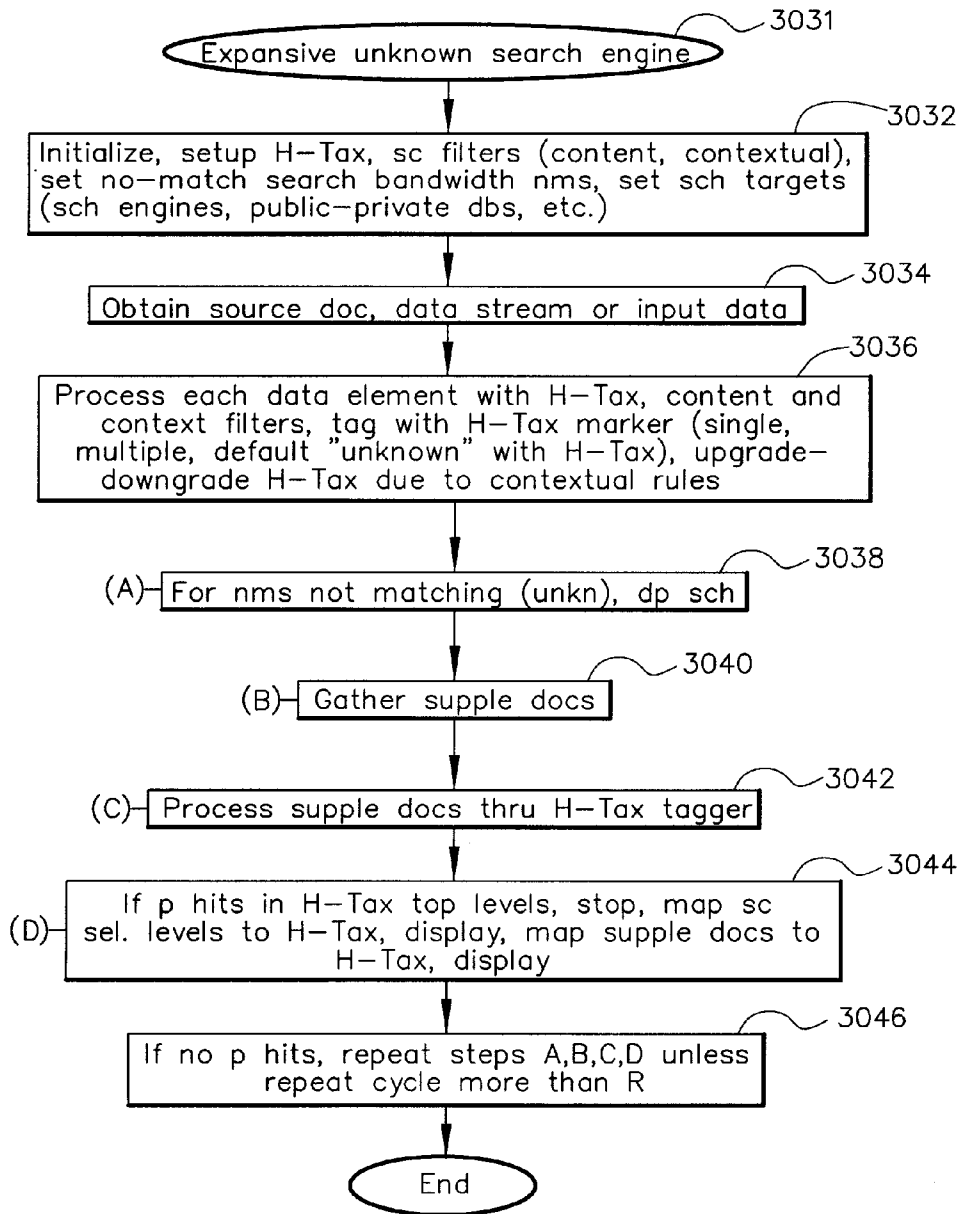 3031
Expansive unknown search engine
3032
Initialize, setup H-Tax, sc filters (content, contextual),
set no-match search bandwidth nms, set sch targets
(sch engines, public-private dbs, etc.)
3034
Obtain source doc, data stream or input data
3036
Process each data element with H-Tax, content and
context filters, tag with H-Tax marker (single,
multiple, default "unknown" with H-Tax), upgrade-
downgrade H-Tax due to contextual rules
3038
(A) For nms not matching (unkn), dp sch
3040
(B) Gather supple docs
3042
(C) Process supple docs thru H-Tax tagger
3044
If p hits in H-Tax top levels, stop, map sc
(D) sel. levels to H-Tax, display, map supple docs to
H-Tax, display
3046
If no p hits, repeat steps A,B,C,D unless
repeat cycle more than R
End